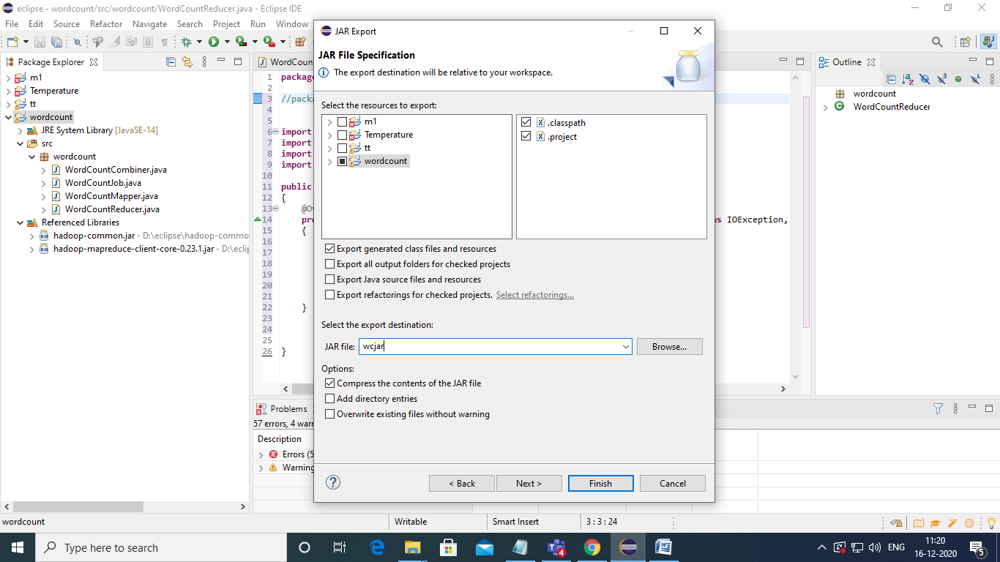 eclipse - wordcount/src/wordcount/WordCountReducer.java - Eclipse IDE
File Edit Source Refactor Navigate Search Project Run Window
JAR Export
JAR File Specification
The export destination will be relative to your workspace.
Package Explorer
m1
Temperature
tt
wordcount
JRE System Library [JavaSE-14]
src
wordcount
WordCountCombiner.java
WordCountJob.java
WordCountMapper.java
WordCountReducer.java
Referenced Libraries
hadoop-common.jar - D:\eclipse\hadoop-commo
hadoop-mapreduce-client-core-0.23.1.jar - D:\ecli
WordCoun
1 packag
2
3 //packa
4
5
6 import
7 import
8 import
9 import
10
11 public
12 {
13 @O
14 pro s IOException,
15 {
16
17
18
19
20
21
22 }
23
24
25
26 }
Select the resources to export:
m1
Temperature
tt
wordcount
.classpath
.project
Export generated class files and resources
Export all output folders for checked projects
Export Java source files and resources
Export refactorings for checked projects. Select refactorings...
Select the export destination:
JAR file: wcjar Browse...
Options:
Compress the contents of the JAR file
Add directory entries
Overwrite existing files without warning
? < Back Next > Finish Cancel
Outline
wordcount
WordCountReducer
Problems
57 errors, 4 warn
Description
Errors (5
Warning
wordcount Writable Smart Insert 3 : 3 : 24
Type here to search
4
ENG
11:20
16-12-2020
5